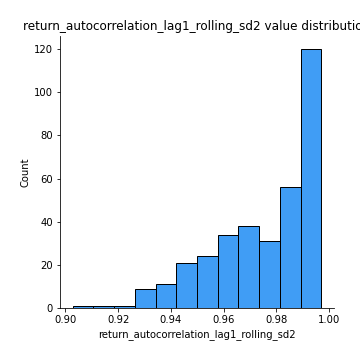 return_autocorrelation_lag1_rolling_sd2 value distributio
120
100
80
60
40
20
0
Count
0.90 0.92 0.94 0.96 0.98 1.00
return_autocorrelation_lag1_rolling_sd2